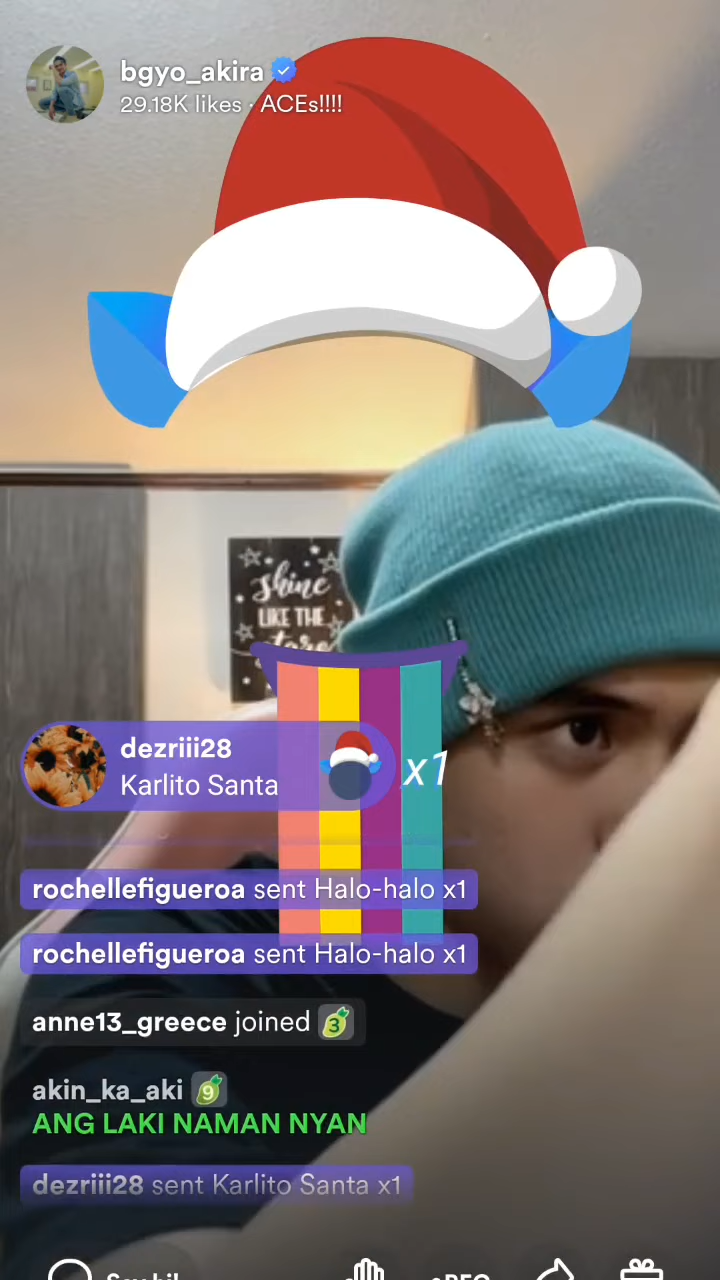 bgyo_akira
29.18K likes · ACEs!!!!
Shine
LIKE THE
dezriii28
Karlito Santa
x1
rochellefigueroa sent Halo-halo x1
rochellefigueroa sent Halo-halo x1
anne13_greece joined 3
akin_ka_aki 9
ANG LAKI NAMAN NYAN
dezriii28 sent Karlito Santa x1